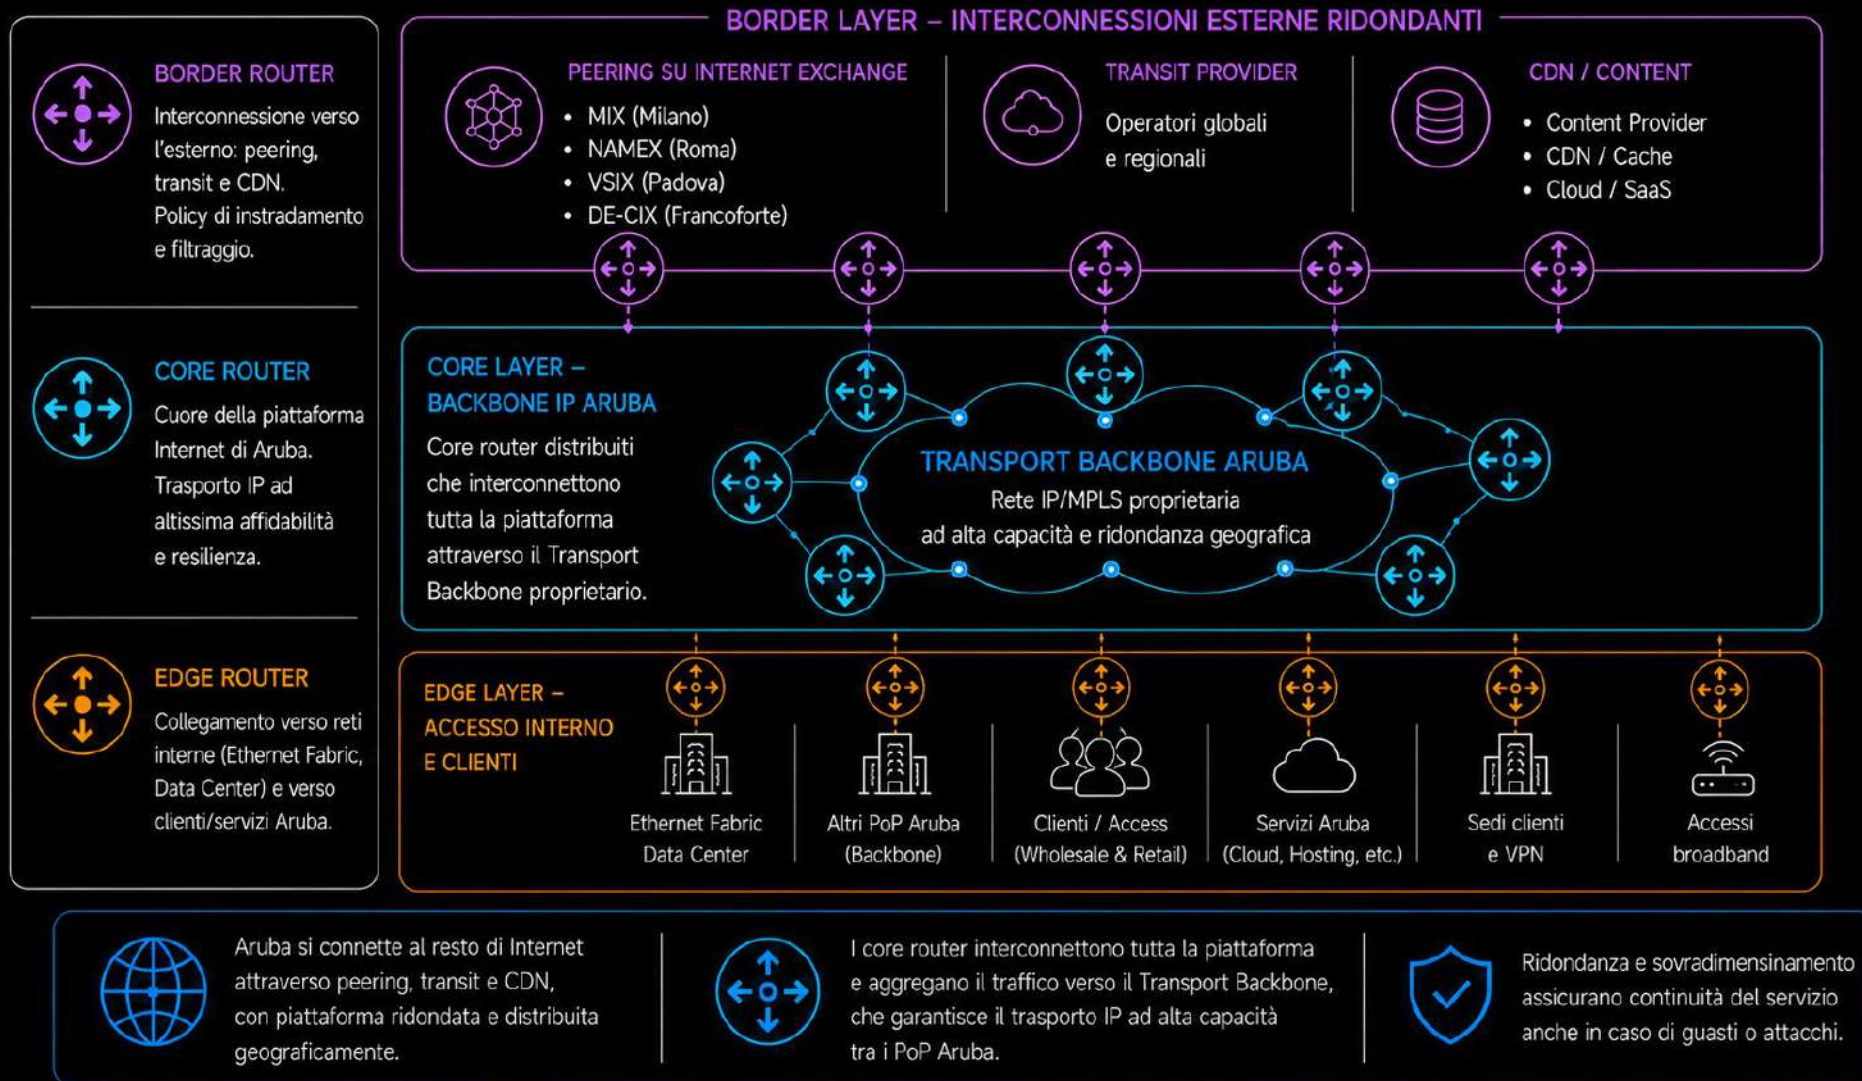 BORDER ROUTER
Interconnessione verso
l'esterno: peering,
transit e CDN.
Policy di instradamento
e filtraggio.
CORE ROUTER
Cuore della piattaforma
Internet di Aruba.
Trasporto IP ad
altissima affidabilità
e resilienza.
EDGE ROUTER
Collegamento verso reti
interne (Ethernet Fabric,
Data Center) e verso
clienti/servizi Aruba.
BORDER LAYER – INTERCONNESSIONI ESTERNE RIDONDANTI
PEERING SU INTERNET EXCHANGE
• MIX (Milano)
• NAMEX (Roma)
• VSIX (Padova)
• DE-CIX (Francoforte)
TRANSIT PROVIDER
Operatori globali
e regionali
CDN / CONTENT
• Content Provider
• CDN / Cache
• Cloud / SaaS
CORE LAYER –
BACKBONE IP ARUBA
Core router distribuiti
che interconnettono
tutta la piattaforma
attraverso il Transport
Backbone proprietario.
TRANSPORT BACKBONE ARUBA
Rete IP/MPLS proprietaria
ad alta capacità e ridondanza geografica
EDGE LAYER –
ACCESSO INTERNO
E CLIENTI
Ethernet Fabric
Data Center
Altri PoP Aruba
(Backbone)
Clienti / Access
(Wholesale & Retail)
Servizi Aruba
(Cloud, Hosting, etc.)
Sedi clienti
e VPN
Accessi
broadband
Aruba si connette al resto di Internet
attraverso peering, transit e CDN,
con piattaforma ridondata e distribuita
geograficamente.
I core router interconnettono tutta la piattaforma
e aggregano il traffico verso il Transport Backbone,
che garantisce il trasporto IP ad alta capacità
tra i PoP Aruba.
Ridondanza e sovradimensinamento
assicurano continuità del servizio
anche in caso di guasti o attacchi.